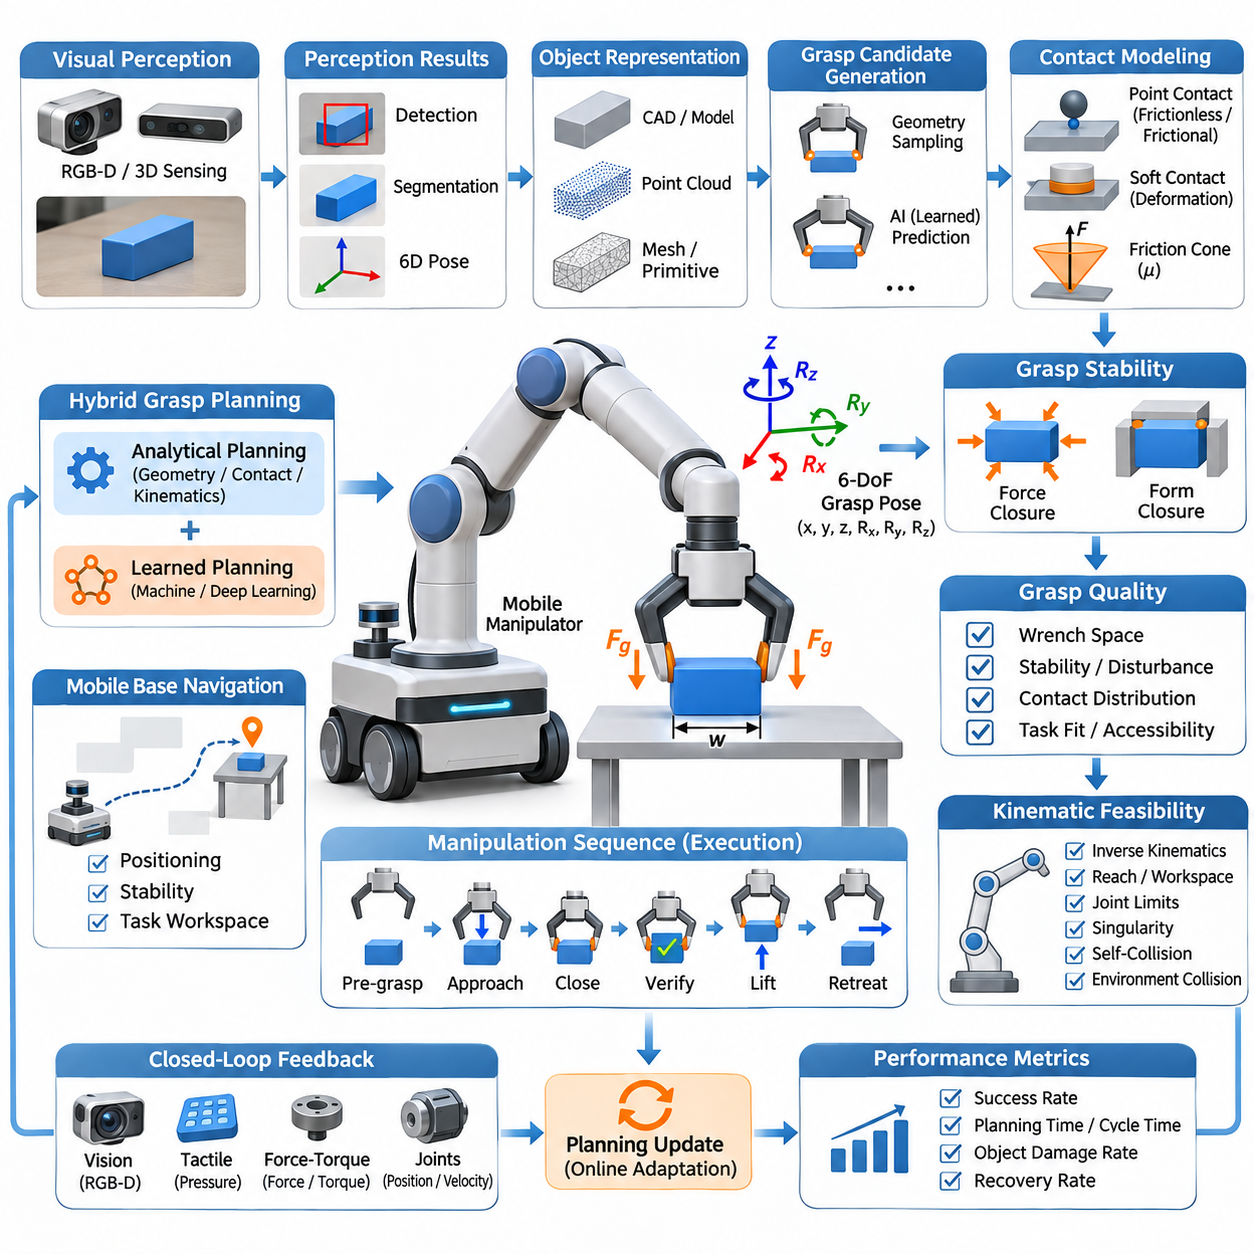 Visual Perception
RGB-D / 3D Sensing
Perception Results
Detection
Segmentation
6D Pose
Object Representation
CAD / Model
Point Cloud
Mesh /
Primitive
Grasp Candidate
Generation
Geometry
Sampling
AI (Learned)
Prediction
...
Contact Modeling
Point Contact
(Frictionless /
Frictional)
Soft Contact
(Deformation)
F
Friction Cone
(μ)
Hybrid Grasp Planning
Analytical Planning
(Geometry / Contact /
Kinematics)
+
Learned Planning
(Machine / Deep Learning)
Mobile
Manipulator
z
Rz
Ry
Rx
6-DoF
Grasp Pose
(x, y, z, Rx, Ry, Rz)
Fg
Fg
w
Grasp Stability
Force
Closure
Form
Closure
Grasp Quality
Wrench Space
Stability / Disturbance
Contact Distribution
Task Fit / Accessibility
Mobile Base Navigation
Positioning
Stability
Task Workspace
Manipulation Sequence (Execution)
Pre-grasp
Approach
Close
Verify
Lift
Retreat
Kinematic Feasibility
Inverse Kinematics
Reach / Workspace
Joint Limits
Singularity
Self-Collision
Environment Collision
Closed-Loop Feedback
Vision
(RGB-D)
Tactile
(Pressure)
Force-Torque
(Force / Torque)
Joints
(Position / Velocity)
Planning Update
(Online Adaptation)
Performance Metrics
Success Rate
Planning Time / Cycle Time
Object Damage Rate
Recovery Rate